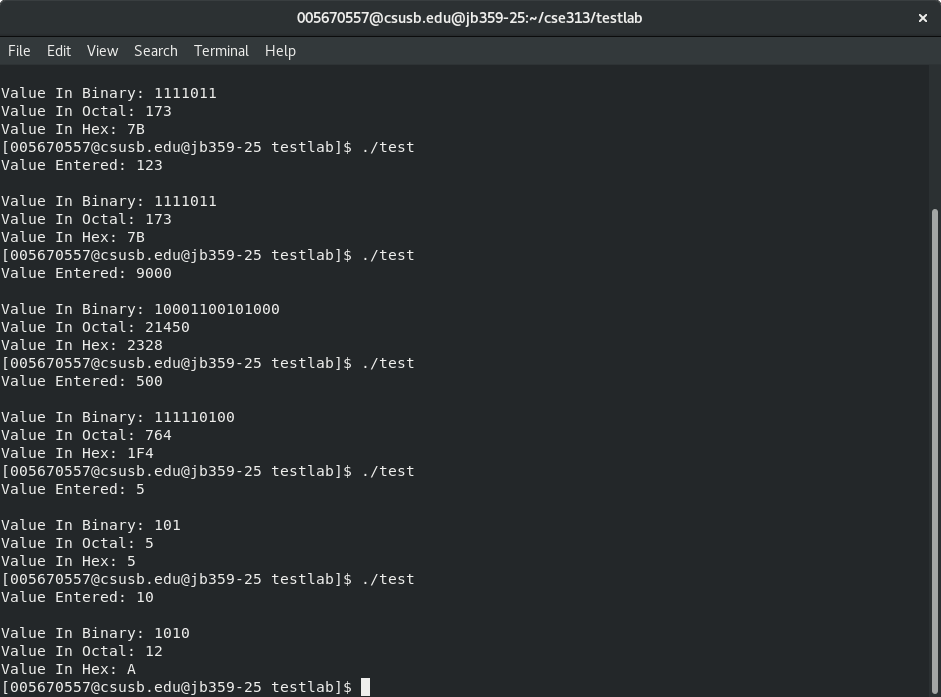 005670557@csusb.edu@jb359-25:~/cse313/testlab ×
File Edit View Search Terminal Help
Value In Binary: 1111011
Value In Octal: 173
Value In Hex: 7B
[005670557@csusb.edu@jb359-25 testlab]$ ./test
Value Entered: 123
Value In Binary: 1111011
Value In Octal: 173
Value In Hex: 7B
[005670557@csusb.edu@jb359-25 testlab]$ ./test
Value Entered: 9000
Value In Binary: 10001100101000
Value In Octal: 21450
Value In Hex: 2328
[005670557@csusb.edu@jb359-25 testlab]$ ./test
Value Entered: 500
Value In Binary: 111110100
Value In Octal: 764
Value In Hex: 1F4
[005670557@csusb.edu@jb359-25 testlab]$ ./test
Value Entered: 5
Value In Binary: 101
Value In Octal: 5
Value In Hex: 5
[005670557@csusb.edu@jb359-25 testlab]$ ./test
Value Entered: 10
Value In Binary: 1010
Value In Octal: 12
Value In Hex: A
[005670557@csusb.edu@jb359-25 testlab]$